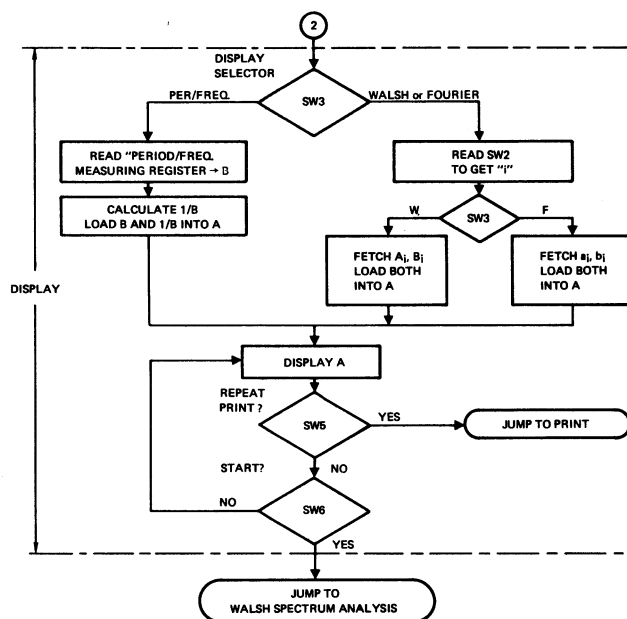 2
DISPLAY
SELECTOR
SW3
PER/FREQ.
WALSH or FOURIER
READ "PERIOD/FREQ.
MEASURING REGISTER → B
READ SW2
TO GET "i"
CALCULATE 1/B
LOAD B AND 1/B INTO A
W.
SW3
F
FETCH Ai, Bi
LOAD BOTH
INTO A
FETCH ai, bi
LOAD BOTH
INTO A
DISPLAY
DISPLAY A
REPEAT
PRINT ?
SW5
YES
JUMP TO PRINT
START?
NO
NO
SW6
YES
JUMP TO
WALSH SPECTRUM ANALYSIS